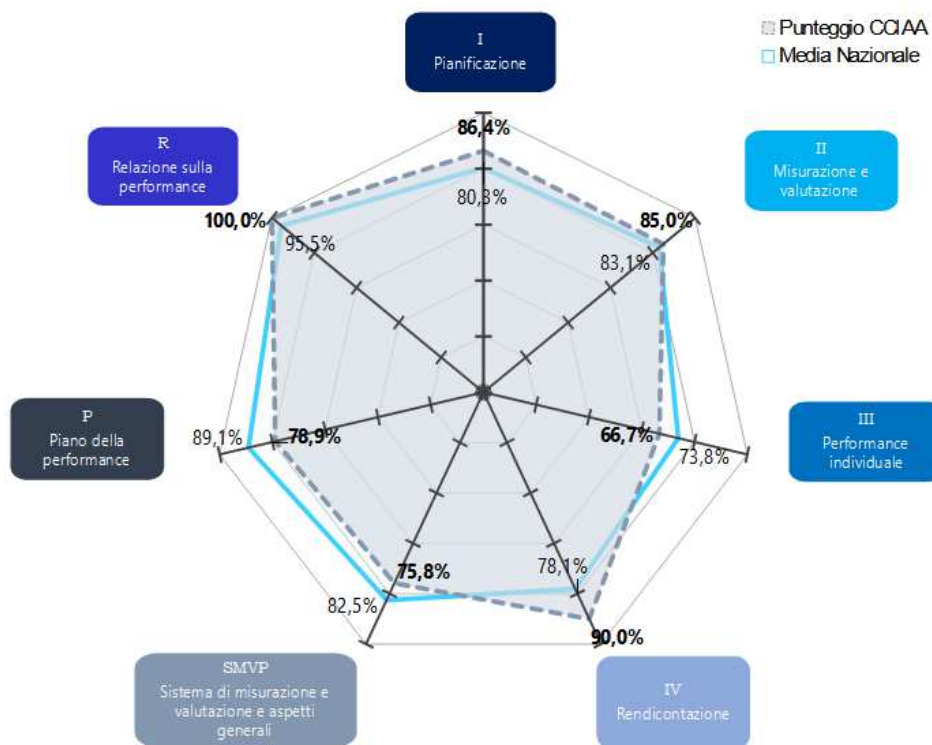 Punteggio CCIAA
Media Nazionale
I
Pianificazione
R
Relazione sulla
performance
II
Misurazione e
valutazione
86,4%
80,3%
100,0%
95,5%
85,0%
83,1%
P
Piano della
performance
89,1%
78,9%
66,7%
73,8%
III
Performance
individuale
75,8%
82,5%
78,1%
90,0%
SMVP
Sistema di misurazione e
valutazione e aspetti
generali
IV
Rendicontazione